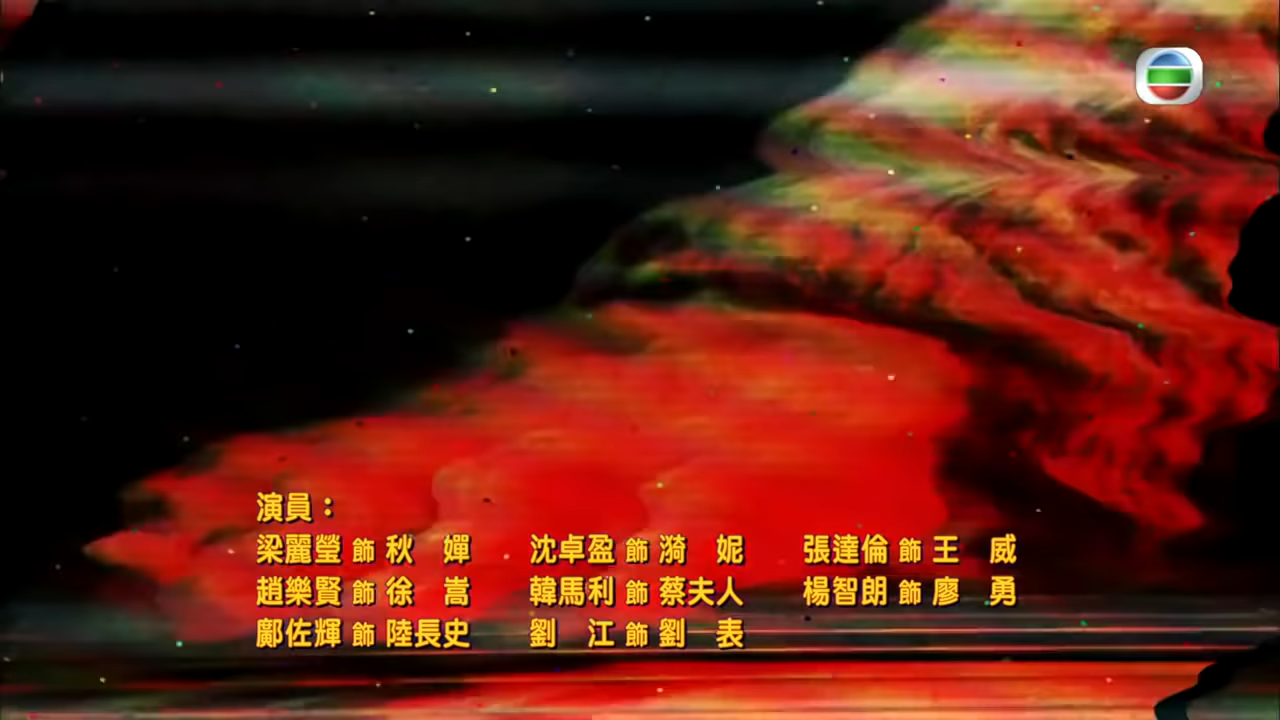 演員：
梁麗瑩 飾 秋　嬋　　沈卓盈 飾 漪　妮　　張達倫 飾 王　威
趙樂賢 飾 徐　嵩　　韓馬利 飾 蔡夫人　　楊智朗 飾 廖　勇
鄺佐輝 飾 陸長史　　劉　江 飾 劉　表